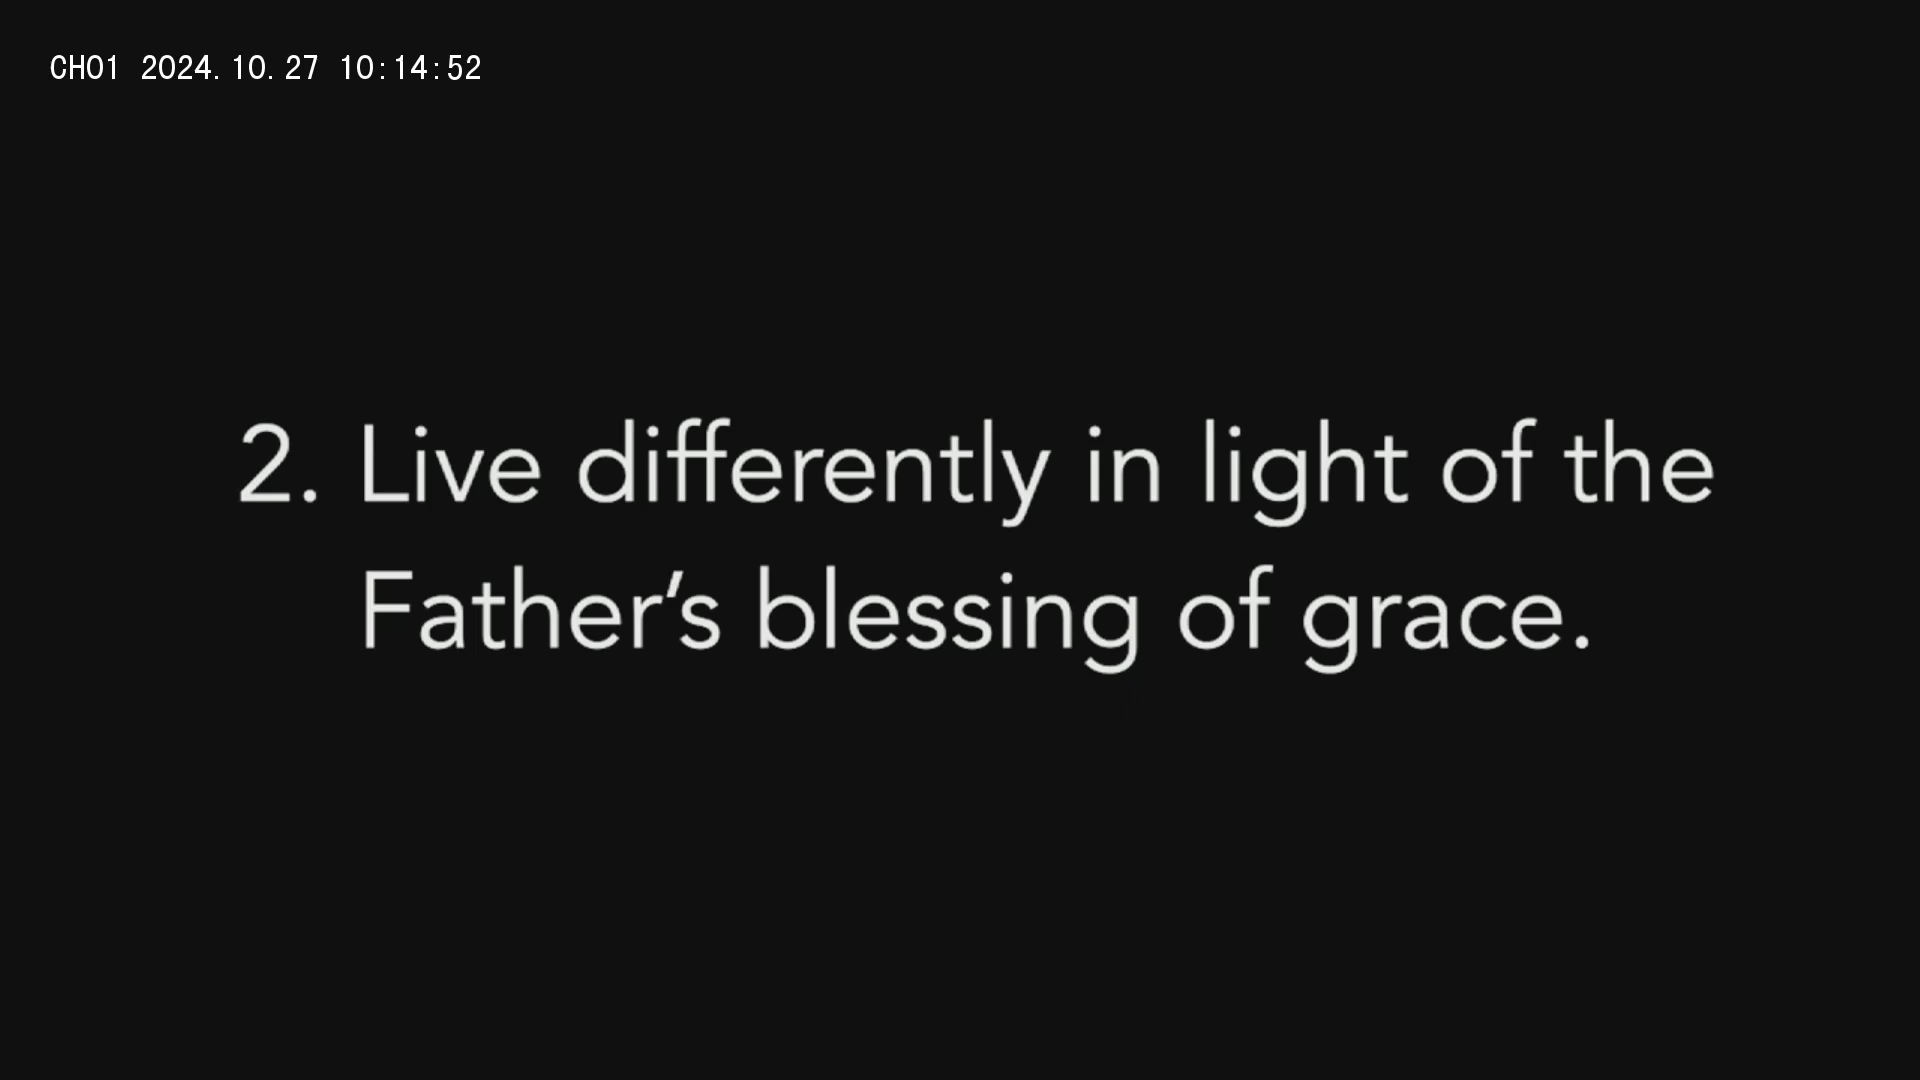 CH01 2024.10.27 10:14:52
2. Live differently in light of the
Father’s blessing of grace.